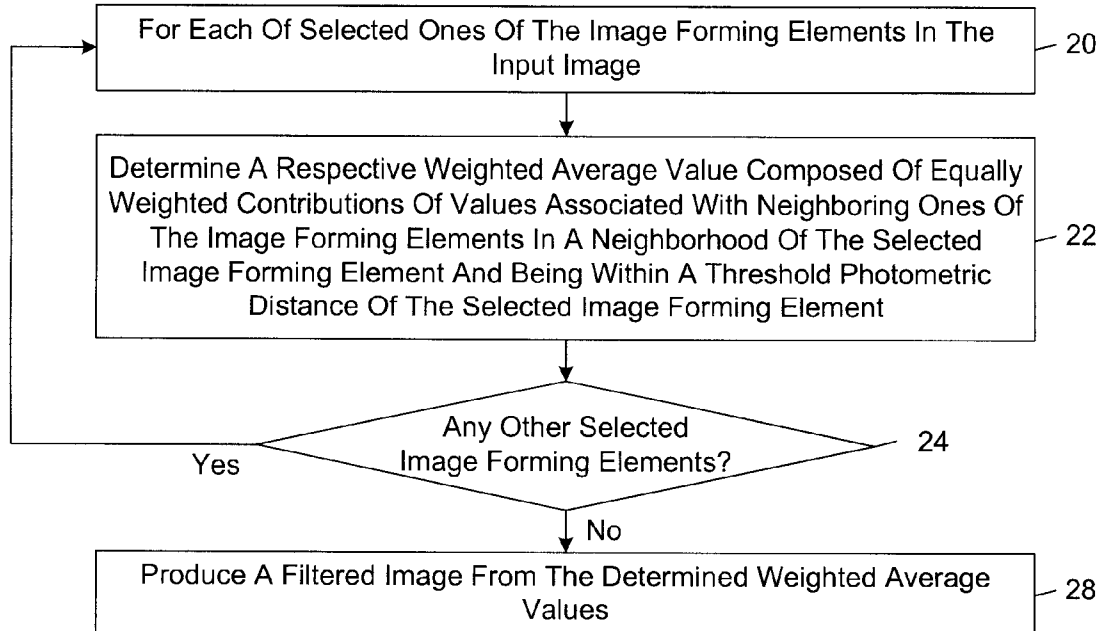 For Each Of Selected Ones Of The Image Forming Elements In The
Input Image
20
Determine A Respective Weighted Average Value Composed Of Equally
Weighted Contributions Of Values Associated With Neighboring Ones Of
The Image Forming Elements In A Neighborhood Of The Selected
Image Forming Element And Being Within A Threshold Photometric
Distance Of The Selected Image Forming Element
22
Any Other Selected
Image Forming Elements?
24
Yes
No
Produce A Filtered Image From The Determined Weighted Average
Values
28